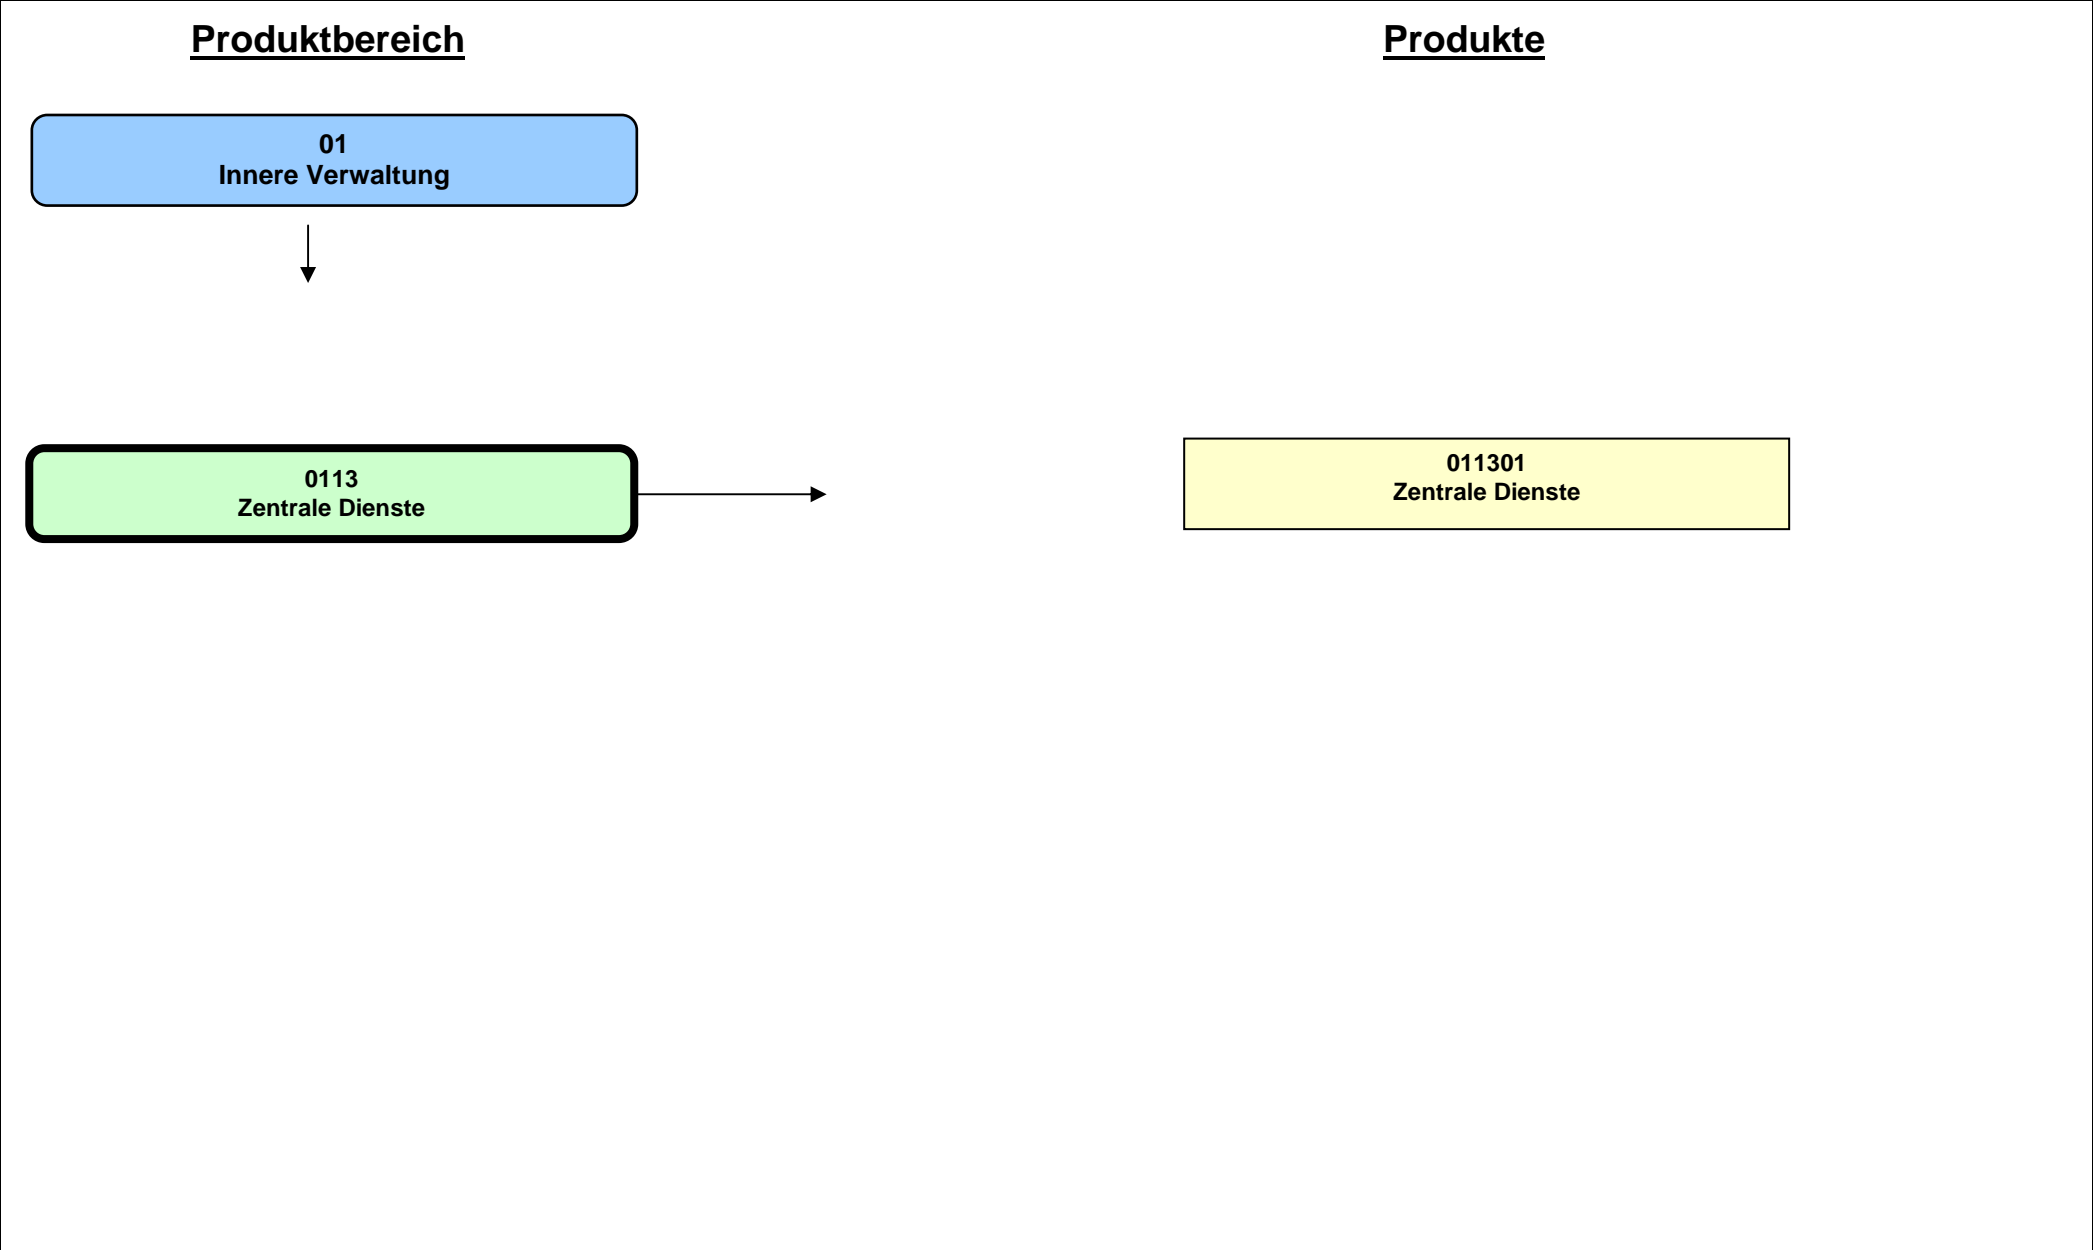 Produktbereich
Produkte
01
Innere Verwaltung
0113
Zentrale Dienste
011301
Zentrale Dienste